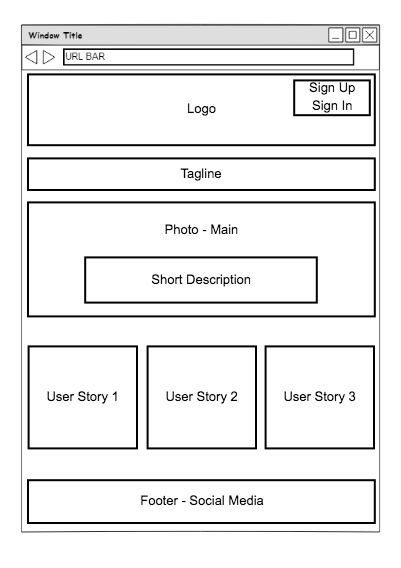 Window Title
URL BAR
Sign Up
Sign In
Logo
Tagline
Photo - Main
Short Description
User Story 1
User Story 2
User Story 3
Footer - Social Media